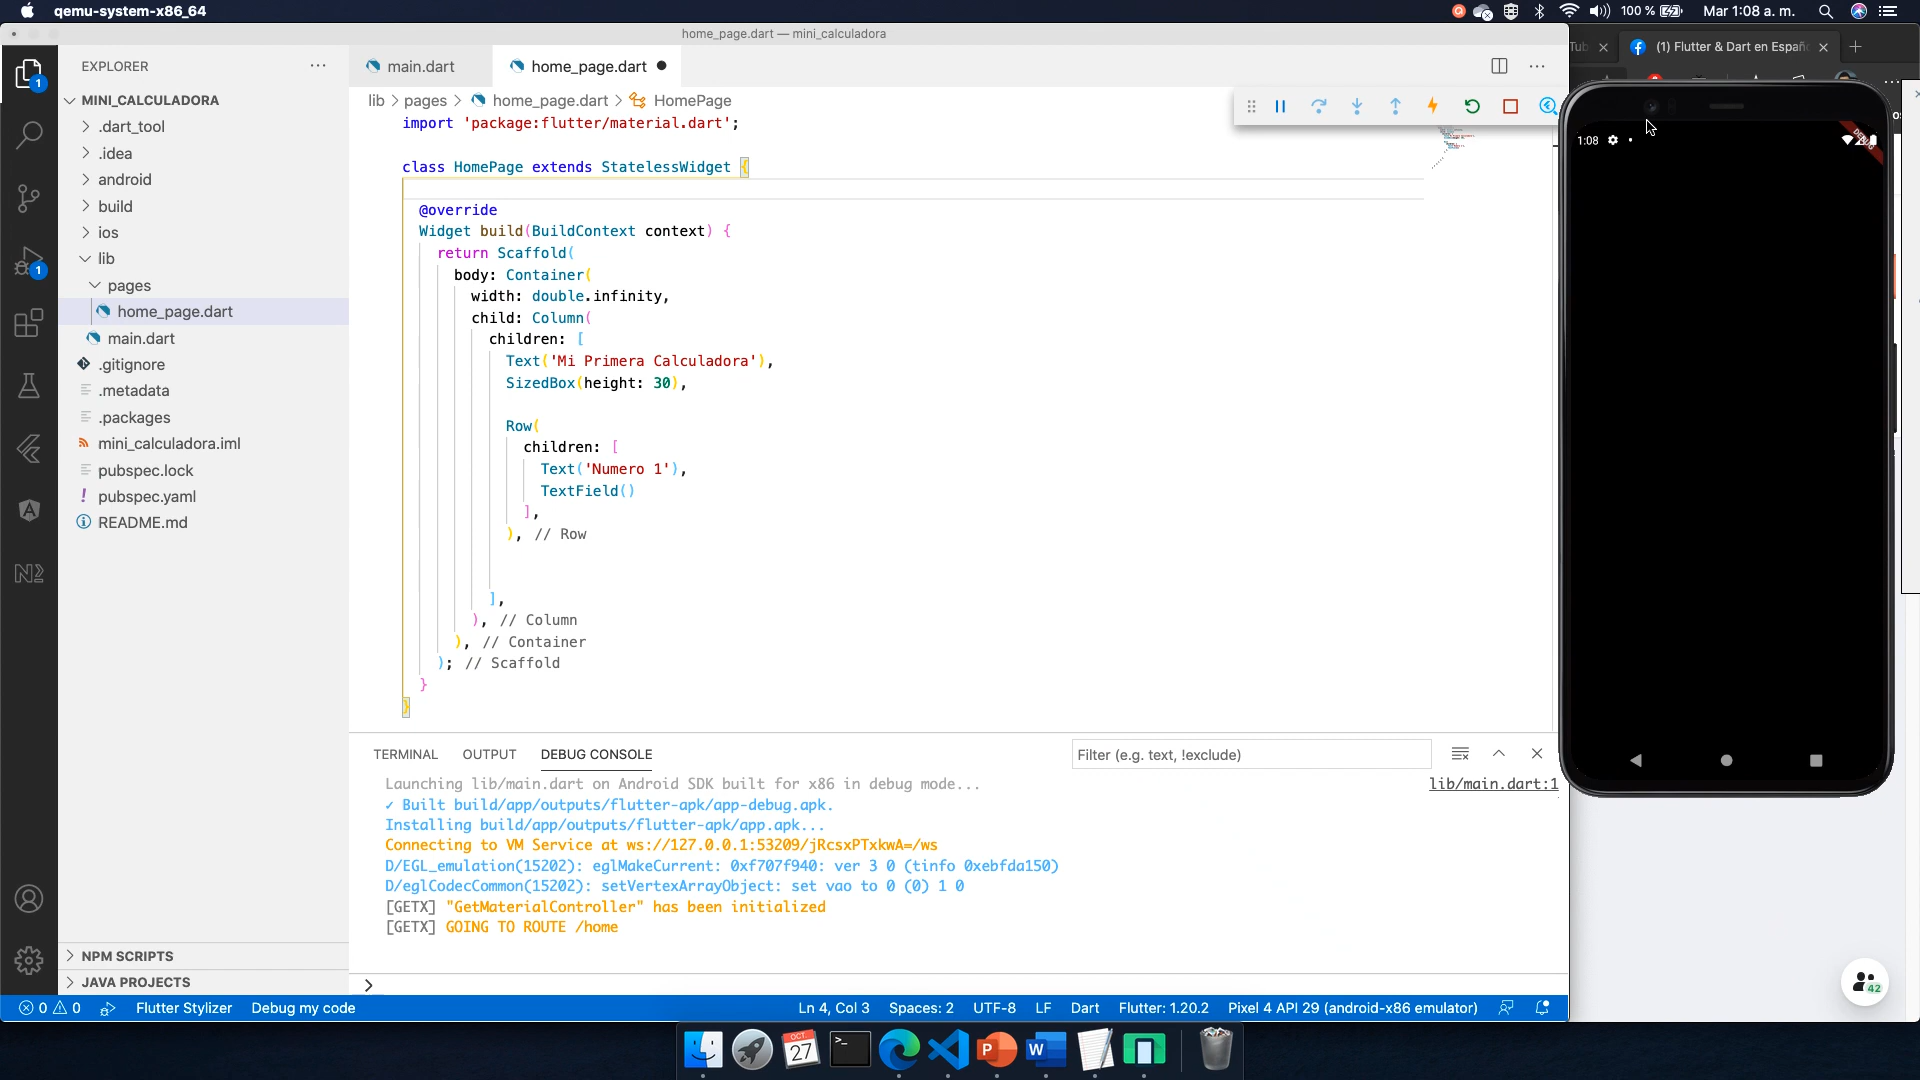 qemu-system-x86_64
100 %
Mar 1:08 a. m.
home_page.dart — mini_calculadora
(1) Flutter & Dart en Españ
EXPLORER
main.dart
home_page.dart
MINI_CALCULADORA
.dart_tool
.idea
android
build
ios
lib
pages
home_page.dart
main.dart
.gitignore
.metadata
.packages
mini_calculadora.iml
pubspec.lock
pubspec.yaml
README.md
NPM SCRIPTS
JAVA PROJECTS
1
1
lib > pages > home_page.dart > HomePage
import 'package:flutter/material.dart';
class HomePage extends StatelessWidget {
@override
Widget build(BuildContext context) {
return Scaffold(
body: Container(
width: double.infinity,
child: Column(
children: [
Text('Mi Primera Calculadora'),
SizedBox(height: 30),
Row(
children: [
Text('Numero 1'),
TextField()
],
), // Row
],
), // Column
), // Container
); // Scaffold
}
}
1:08
DEBUG
TERMINAL
OUTPUT
DEBUG CONSOLE
Filter (e.g. text, !exclude)
Launching lib/main.dart on Android SDK built for x86 in debug mode...
lib/main.dart:1
✓ Built build/app/outputs/flutter-apk/app-debug.apk.
Installing build/app/outputs/flutter-apk/app.apk...
Connecting to VM Service at ws://127.0.0.1:53209/jRcsxPTxkwA=/ws
D/EGL_emulation(15202): eglMakeCurrent: 0xf707f940: ver 3 0 (tinfo 0xebfda150)
D/eglCodecCommon(15202): setVertexArrayObject: set vao to 0 (0) 1 0
[GETX] "GetMaterialController" has been initialized
[GETX] GOING TO ROUTE /home
42
0 0
Flutter Stylizer
Debug my code
Ln 4, Col 3
Spaces: 2
UTF-8
LF
Dart
Flutter: 1.20.2
Pixel 4 API 29 (android-x86 emulator)
OCT
27